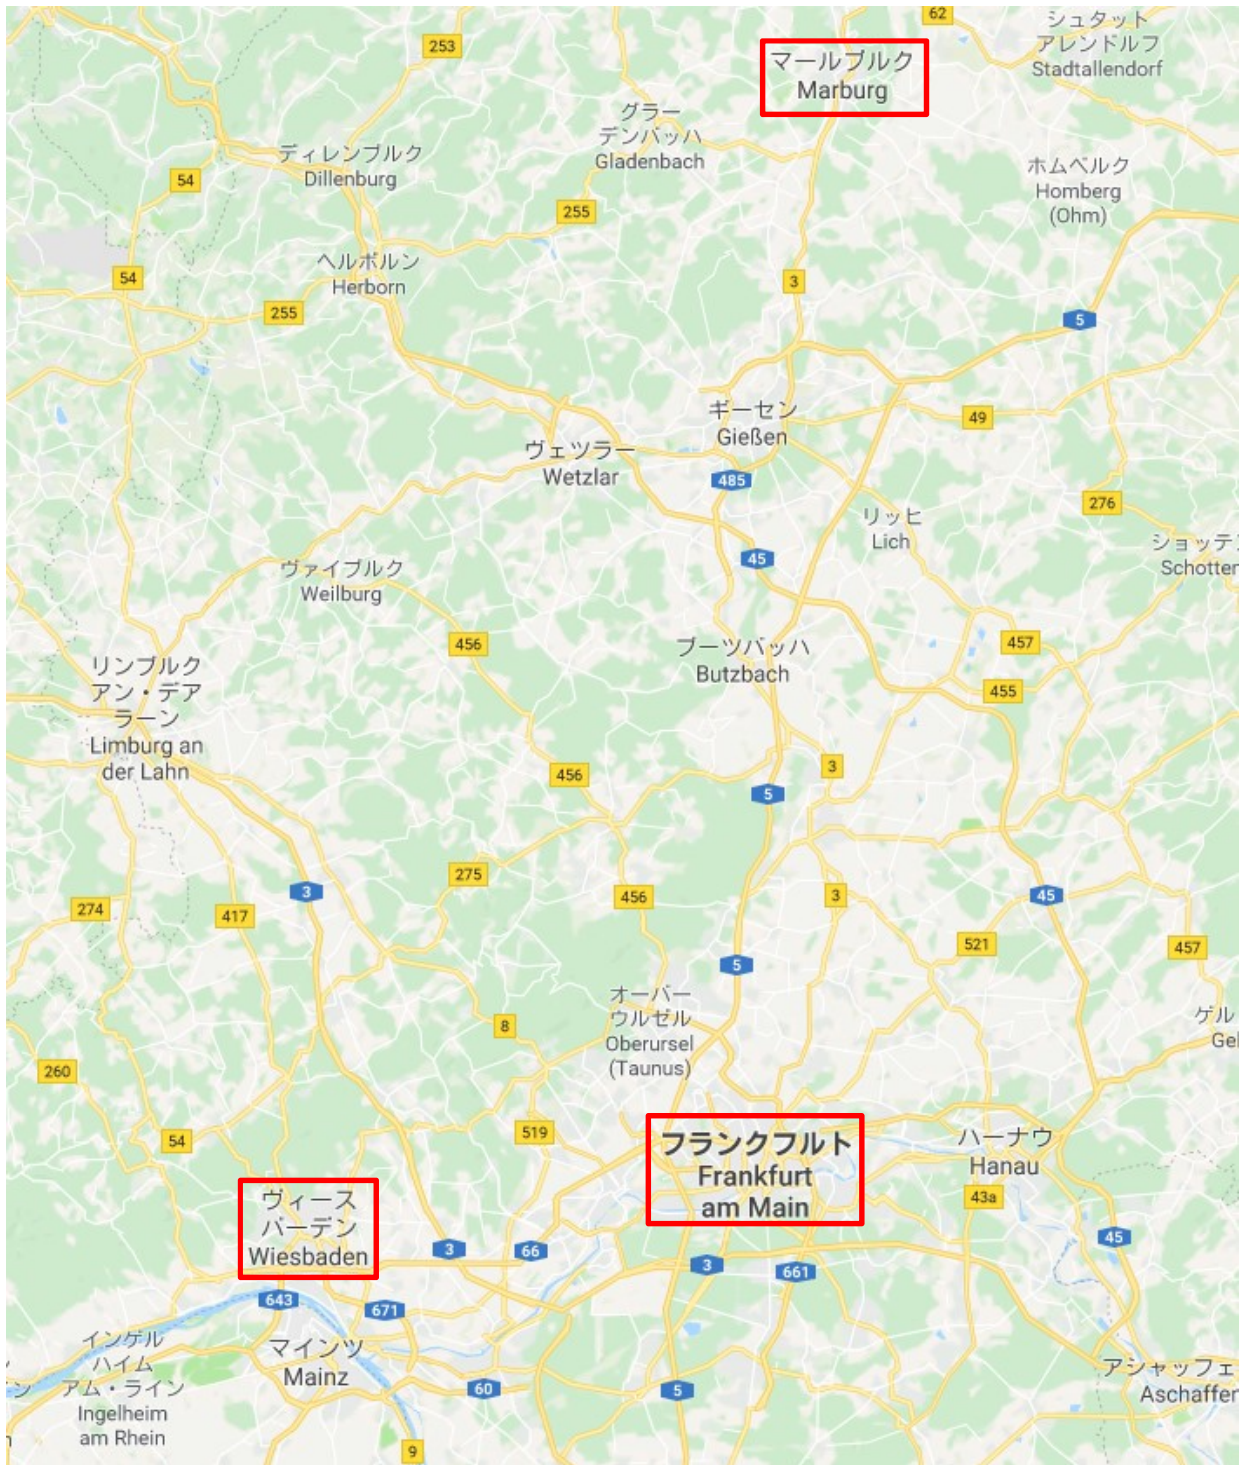 62
シュタット
アレンドルフ
Stadtallendorf
253
マールブルク
Marburg
グラー
デンバッハ
Gladenbach
ディレンブルク
Dillenburg
54
ホムベルク
Homberg
(Ohm)
255
ヘルボルン
Herborn
54
3
255
5
ギーセン
Gießen
49
ヴェツラー
Wetzlar
485
276
リッヒ
Lich
ショッテ
Schotten
45
ヴァイブルク
Weilburg
456
457
ブーツバッハ
Butzbach
リンブルク
アン・デア
ラーン
Limburg an
der Lahn
455
3
456
5
275
3
456
3
45
274
417
521
457
5
オーバー
ウルゼル
Oberursel
(Taunus)
8
ゲル
Gel
260
519
54
フランクフルト
Frankfurt
am Main
ハーナウ
Hanau
43a
ヴィース
バーデン
Wiesbaden
3
66
3
661
45
643
671
マインツ
Mainz
インゲル
ハイム
アム・ライン
Ingelheim
am Rhein
60
5
アシャッフェ
Aschaffen
9